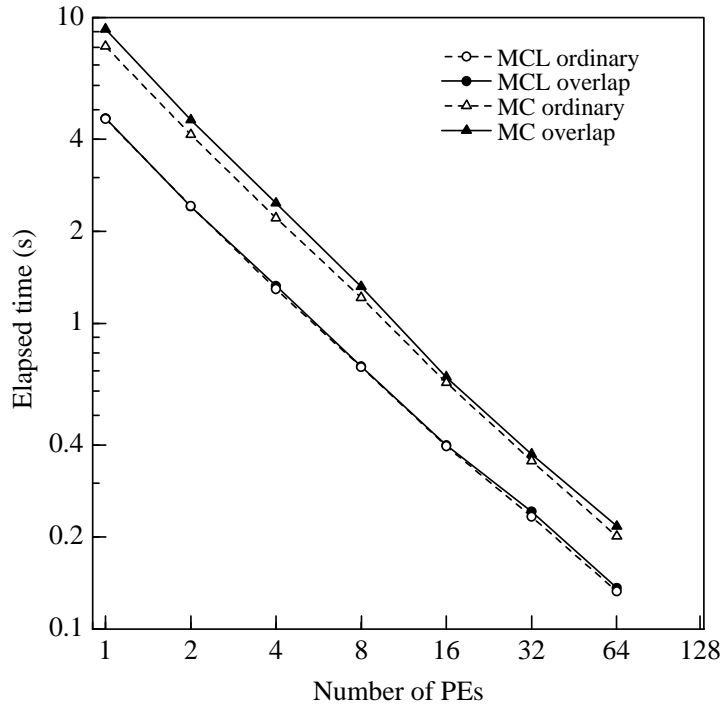 10
4
2
1
0.4
0.2
0.1
Elapsed time (s)
MCL ordinary
MCL overlap
MC ordinary
MC overlap
1 2 4 8 16 32 64 128
Number of PEs